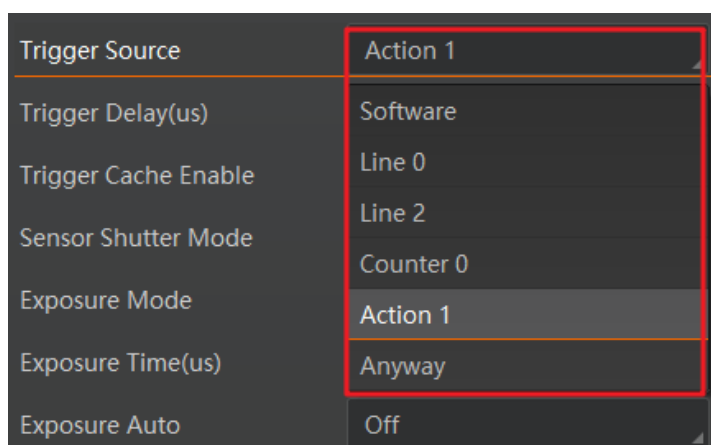 Trigger Source Action 1
Trigger Delay(us) Software
Trigger Cache Enable Line 0
Line 2
Sensor Shutter Mode
Counter 0
Exposure Mode Action 1
Exposure Time(us) Anyway
Exposure Auto Off